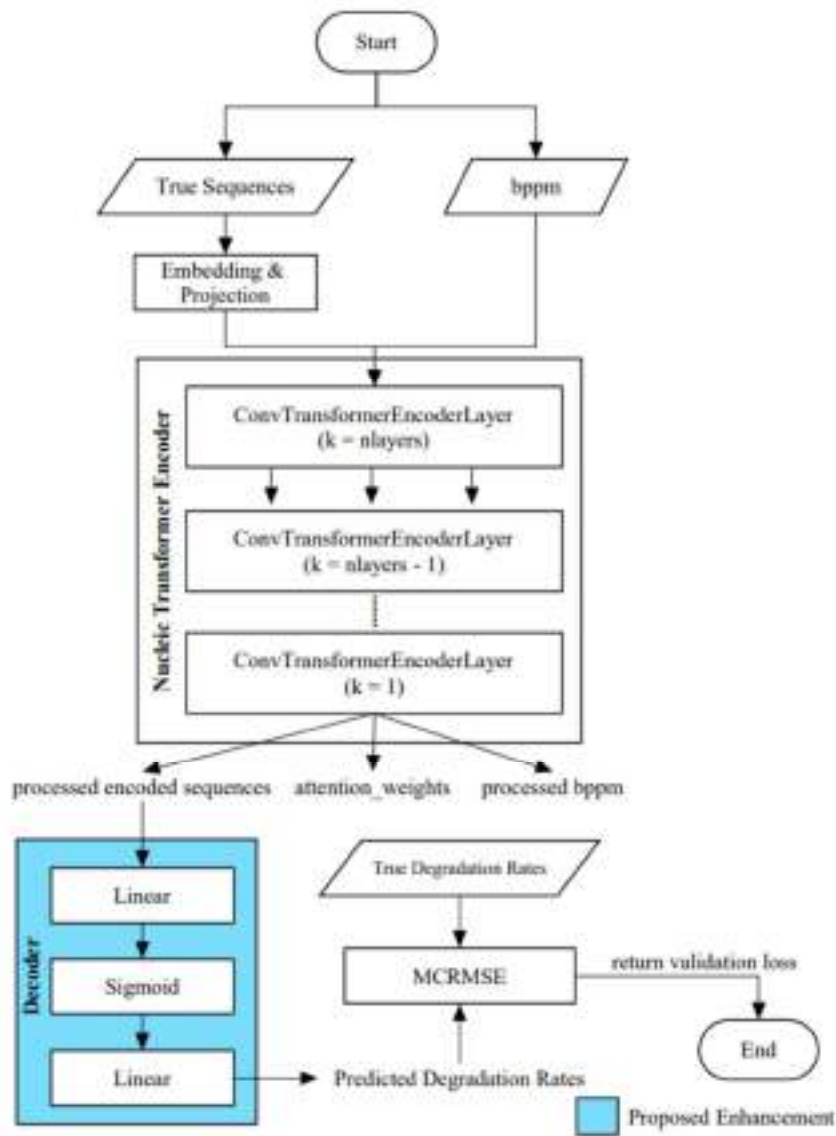 Start
True Sequences
bppm
Embedding &
Projection
Nucleic Transformer Encoder
ConvTransformerEncoderLayer
(k = nlayers)
ConvTransformerEncoderLayer
(k = nlayers - 1)
ConvTransformerEncoderLayer
(k = 1)
processed encoded sequences
attention_weights
processed bppm
Decoder
Linear
Sigmoid
Linear
True Degradation Rates
MCRMSE
return validation loss
End
Predicted Degradation Rates
Proposed Enhancement